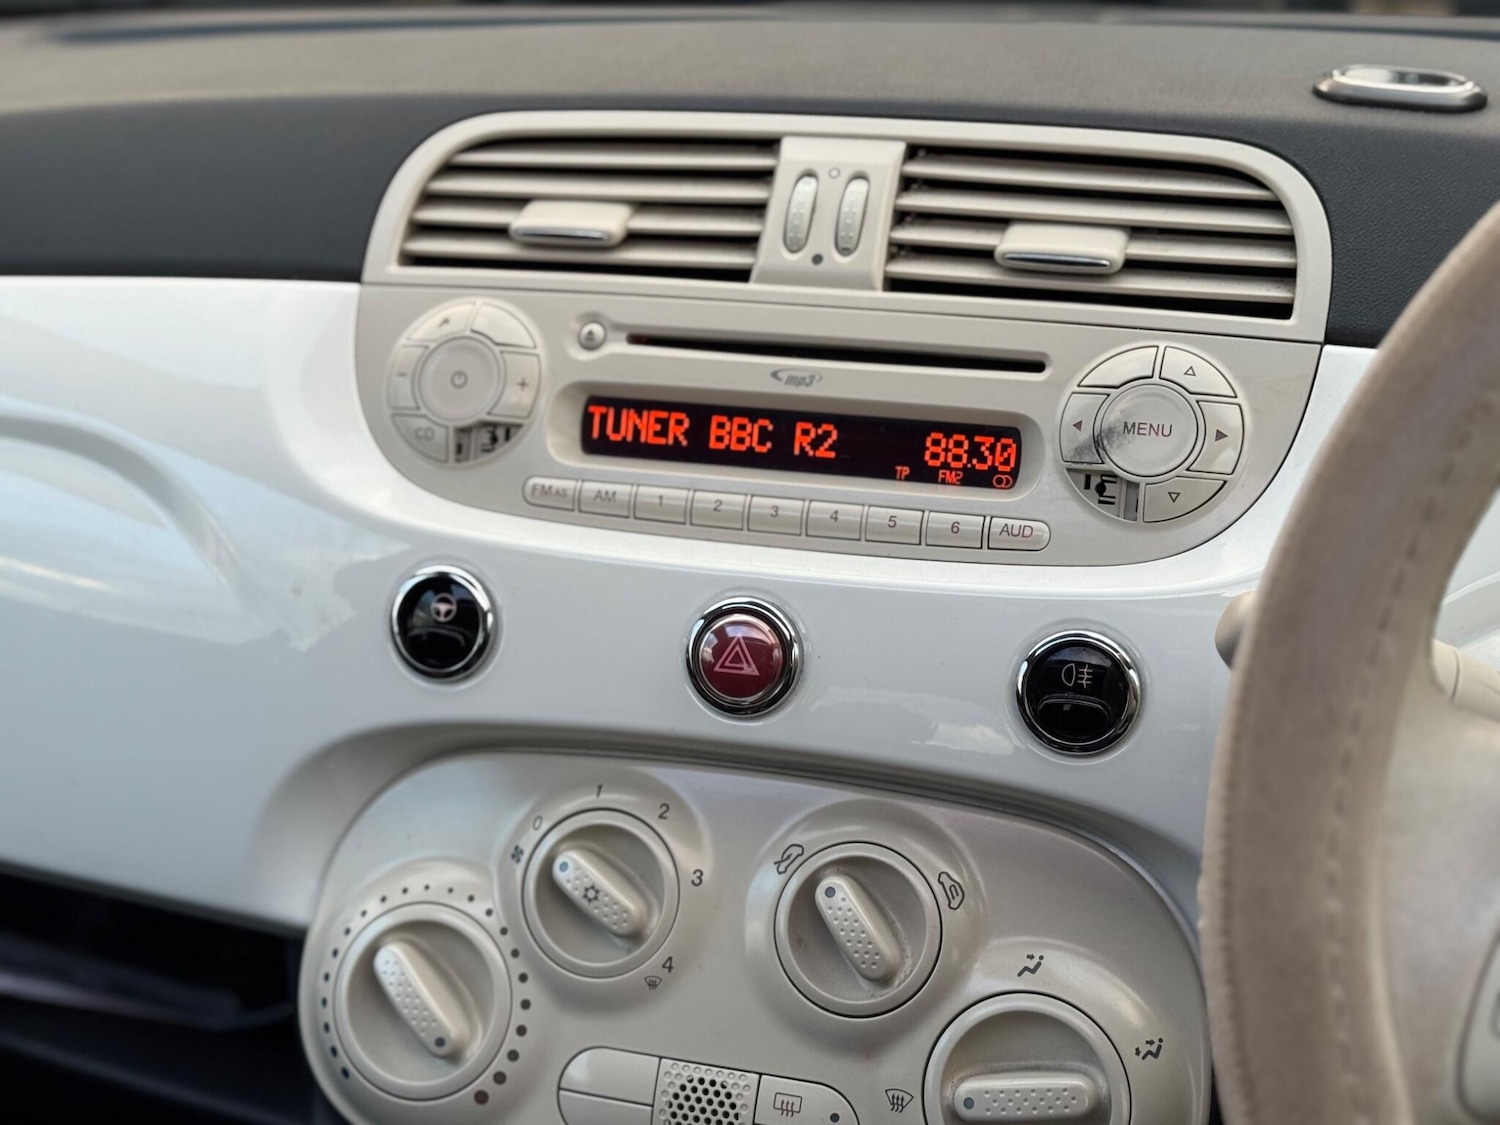 mp3
TUNER BBC R2 88.30
TP FM2
− + CD
MENU
FM AS AM 1 2 3 4 5 6 AUD
0 1 2 3 4